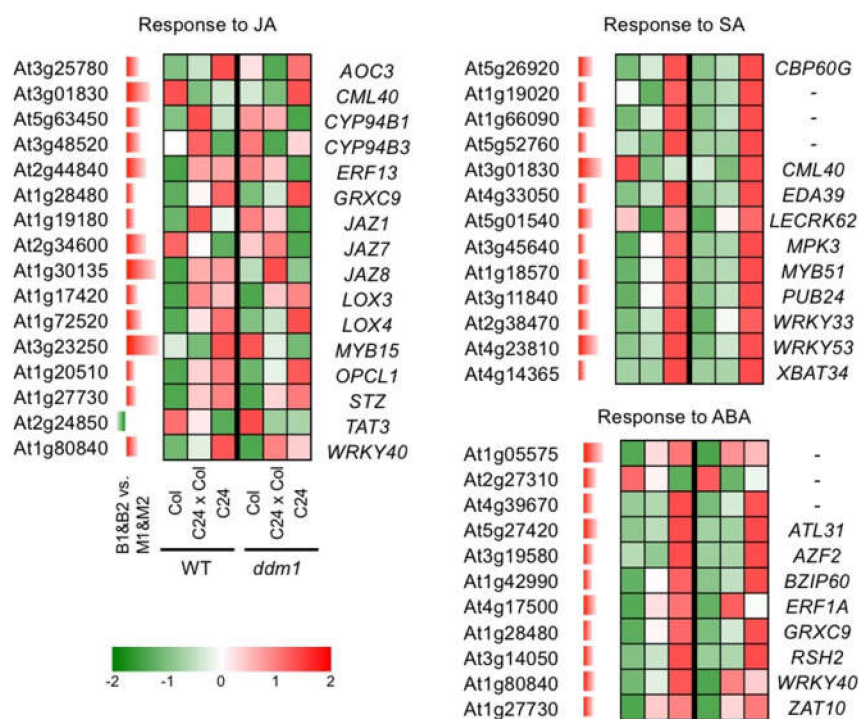 Response to JA
At3g25780 AOC3
At3g01830 CML40
At5g63450 CYP94B1
At3g48520 CYP94B3
At2g44840 ERF13
At1g28480 GRXC9
At1g19180 JAZ1
At2g34600 JAZ7
At1g30135 JAZ8
At1g17420 LOX3
At1g72520 LOX4
At3g23250 MYB15
At1g20510 OPCL1
At1g27730 STZ
At2g24850 TAT3
At1g80840 WRKY40
B1&B2 vs.
M1&M2
Col
C24 x Col
C24
Col
C24 x Col
C24
WT ddm1
-2 -1 0 1 2
Response to SA
At5g26920 CBP60G
At1g19020 -
At1g66090 -
At5g52760 -
At3g01830 CML40
At4g33050 EDA39
At5g01540 LECRK62
At3g45640 MPK3
At1g18570 MYB51
At3g11840 PUB24
At2g38470 WRKY33
At4g23810 WRKY53
At4g14365 XBAT34
Response to ABA
At1g05575 -
At2g27310 -
At4g39670 -
At5g27420 ATL31
At3g19580 AZF2
At1g42990 BZIP60
At4g17500 ERF1A
At1g28480 GRXC9
At3g14050 RSH2
At1g80840 WRKY40
At1g27730 ZAT10